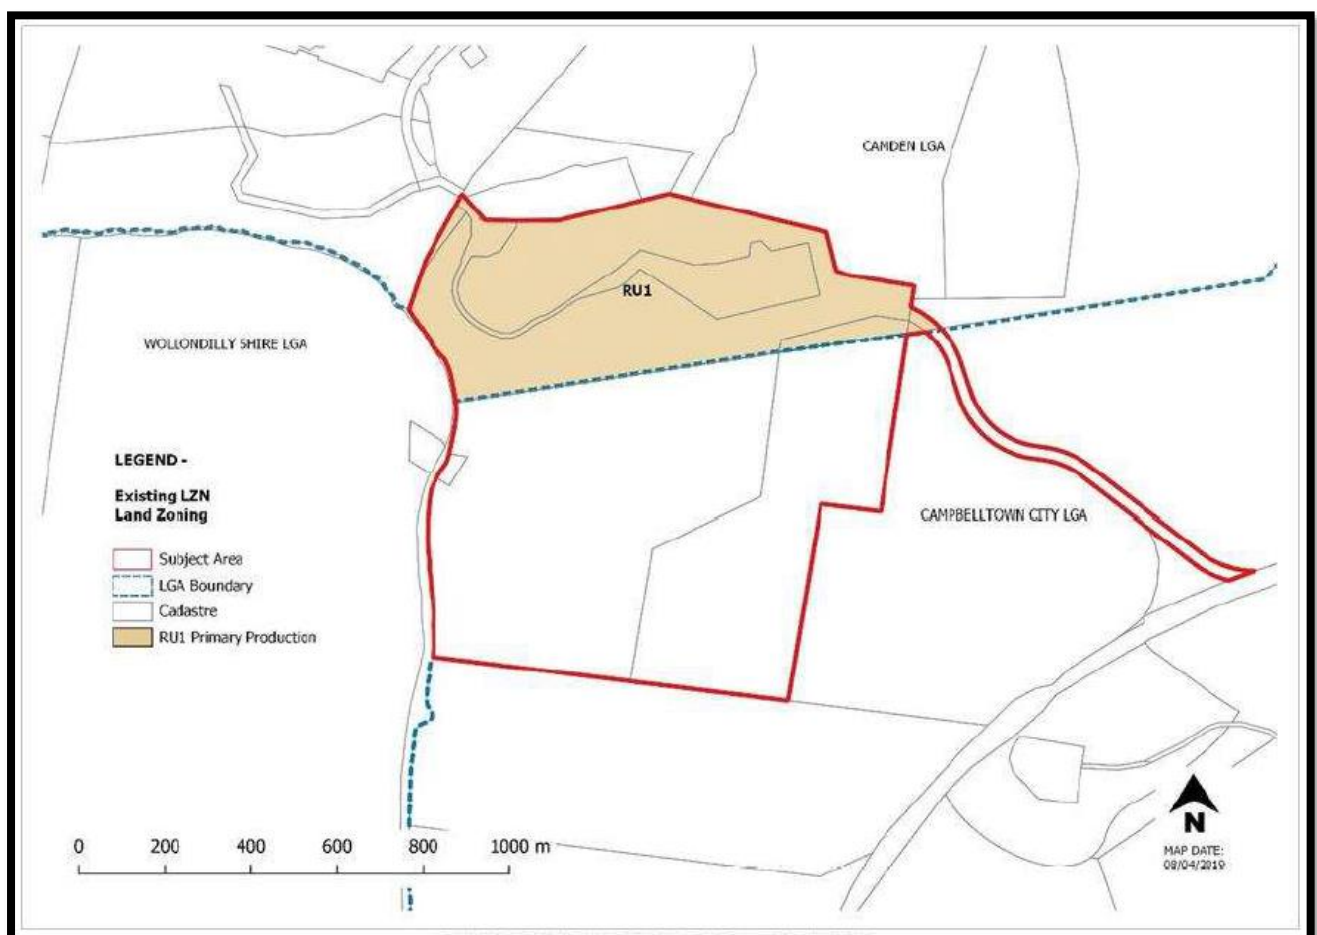 CAMDEN LGA
RU1
WOLLONDILLY SHIRE LGA
LEGEND -
Existing LZN
Land Zoning
CAMPBELLTOWN CITY LGA
Subject Area
LGA Boundary
Cadastre
RU1 Primary Production
0 200 400 600 800 1000 m
N
MAP DATE:
08/04/2019